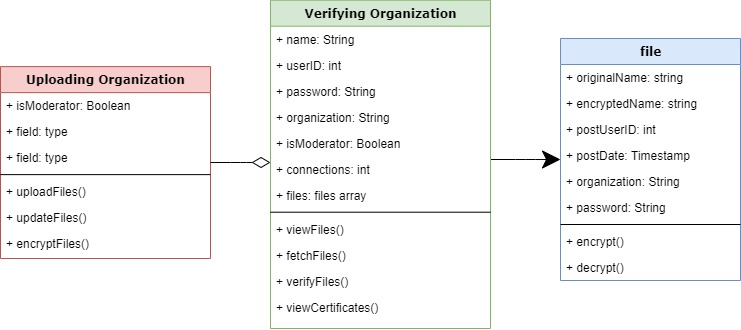 Uploading Organization
+ isModerator: Boolean
+ field: type
+ field: type
+ uploadFiles()
+ updateFiles()
+ encryptFiles()
Verifying Organization
+ name: String
+ userID: int
+ password: String
+ organization: String
+ isModerator: Boolean
+ connections: int
+ files: files array
+ viewFiles()
+ fetchFiles()
+ verifyFiles()
+ viewCertificates()
file
+ originalName: string
+ encryptedName: string
+ postUserID: int
+ postDate: Timestamp
+ organization: String
+ password: String
+ encrypt()
+ decrypt()